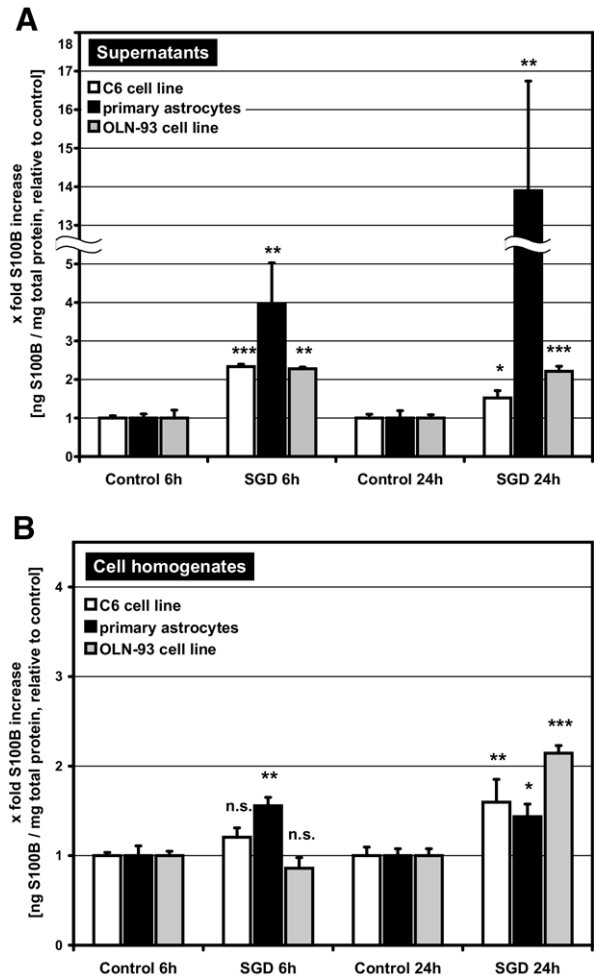 A
Supernatants
C6 cell line
primary astrocytes
OLN-93 cell line
x fold S100B increase
[ng S100B / mg total protein, relative to control]
18
17
16
15
14
13
5
4
3
2
1
0
***
**
**
*
**
***
Control 6h
SGD 6h
Control 24h
SGD 24h
B
Cell homogenates
C6 cell line
primary astrocytes
OLN-93 cell line
x fold S100B increase
[ng S100B / mg total protein, relative to control]
4
3
2
1
0
n.s.
**
n.s.
**
*
***
Control 6h
SGD 6h
Control 24h
SGD 24h